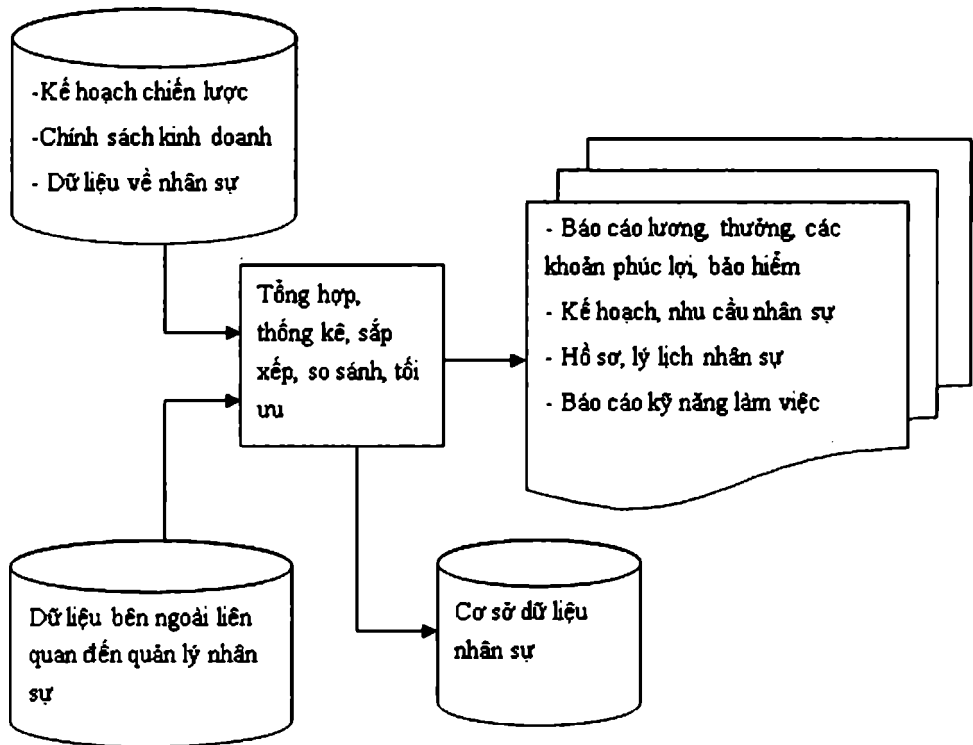 -Kế hoạch chiến lược
-Chính sách kinh doanh
- Dữ liệu về nhân sự
Tổng hợp,
thống kê, sắp
xếp, so sánh, tối
ưu
- Báo cáo lương, thưởng, các
khoản phúc lợi, bảo hiểm
- Kế hoạch, nhu cầu nhân sự
- Hồ sơ, lý lịch nhân sự
- Báo cáo kỹ năng làm việc
Dữ liệu bên ngoài liên
quan đến quản lý nhân
sự
Cơ sở dữ liệu
nhân sự